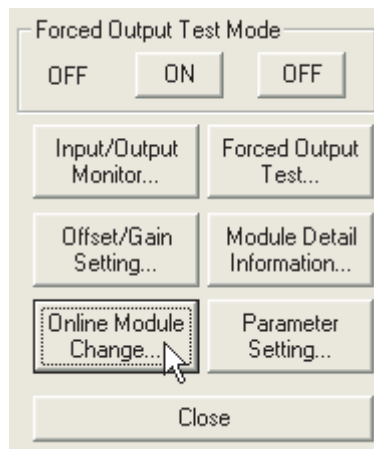 Forced Output Test Mode
OFF ON OFF
Input/Output
Monitor...
Forced Output
Test...
Offset/Gain
Setting...
Module Detail
Information...
Online Module
Change...
Parameter
Setting...
Close